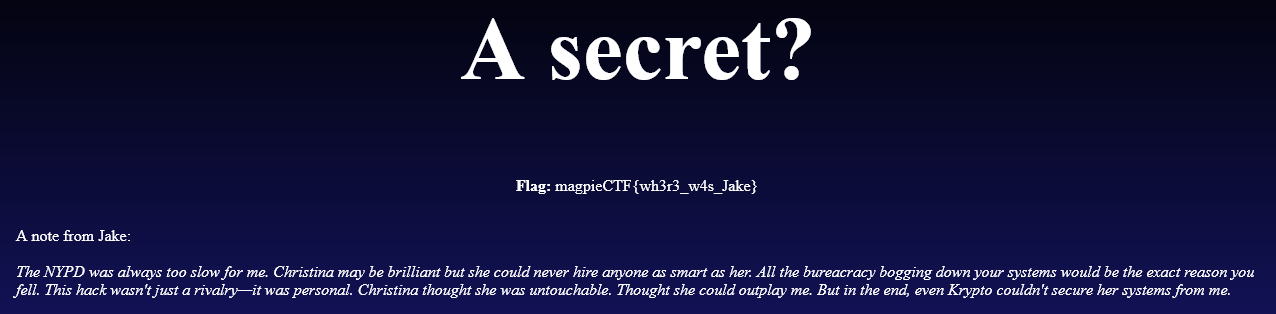 A secret?
Flag: magpieCTF{wh3r3_w4s_Jake}
A note from Jake:
The NYPD was always too slow for me. Christina may be brilliant but she could never hire anyone as smart as her. All the bureacracy bogging down your systems would be the exact reason you
fell. This hack wasn't just a rivalry—it was personal. Christina thought she was untouchable. Thought she could outplay me. But in the end, even Krypto couldn't secure her systems from me.